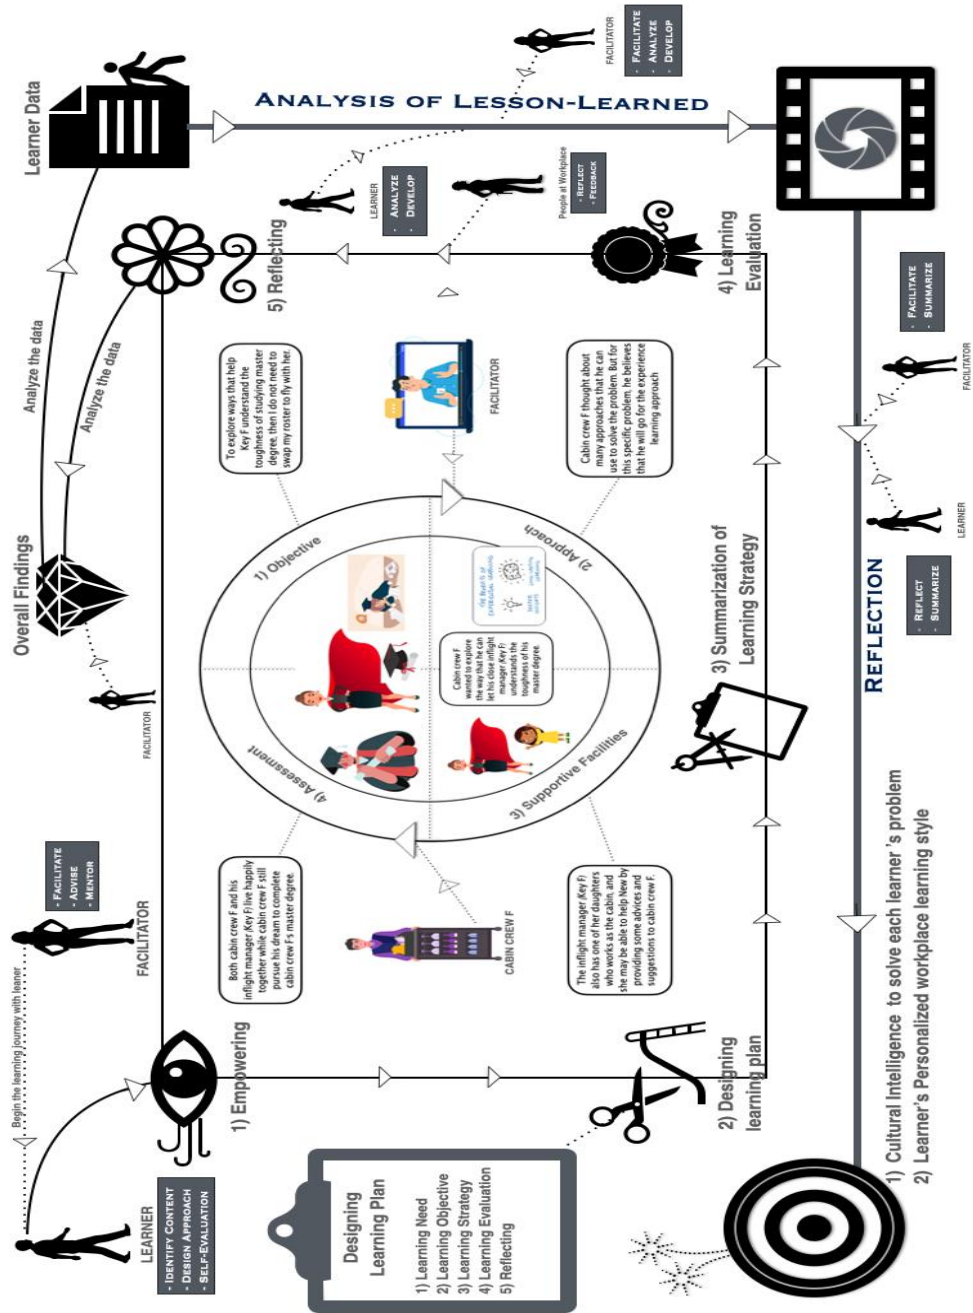 Begin the learning journey with leaner
LEARNER
- IDENTIFY CONTENT
- DESIGN APPROACH
- SELF-EVALUATION
FACILITATOR
- FACILITATE
- ADVISE
- MENTOR
FACILITATOR
Overall Findings
Analyze the data
Analyze the data
Learner Data
1) Empowering
Designing
Learning Plan
1) Learning Need
2) Learning Objective
3) Learning Strategy
4) Learning Evaluation
5) Reflecting
2) Designing
learning plan
3) Summarization of
Learning Strategy
4) Learning
Evaluation
5) Reflecting
Both cabin crew F and his
inflight manager (Key F) live happily
together while cabin crew F still
pursue his dream to complete
cabin crew F's master degree.
To explore ways that help
Key F understand the
toughness of studying master
degree, then I do not need to
swap my roster to fly with her.
4) Assessment
1) Objective
3) Supportive Facilities
2) Approach
Cabin crew F
wanted to explore
the way that he can
let his close inflight
manager (Key F)
understands the
toughness of his
master degree.
THE BENEFITS OF
EXPERIENTIAL LEARNING
CABIN CREW F
FACILITATOR
The inflight manager (Key F)
also has one of her daughters
who works as the cabin, and
she may be able to help New by
providing some advices and
suggestions to cabin crew F.
Cabin crew F thought about
many approaches that he can
use to solve the problem. But for
this specific problem, he believes
that he will go for the experience
learning approach
LEARNER
- ANALYZE
- DEVELOP
People at Workplace
- REFLECT
- FEEDBACK
FACILITATOR
- FACILITATE
- ANALYZE
- DEVELOP
ANALYSIS OF LESSON-LEARNED
REFLECTION
LEARNER
- REFLECT
- SUMMARIZE
FACILITATOR
- FACILITATE
- SUMMARIZE
1) Cultural Intelligence to solve each learner 's problem
2) Learner's Personalized workplace learning style